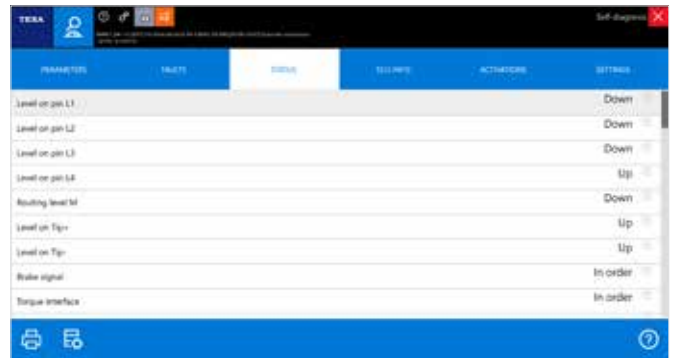 TEXA
Self-diagnosis
PARAMETERS FAULTS STATUS ECU INFO ACTIVATIONS SETTINGS
Level on pin L1 Down
Level on pin L2 Down
Level on pin L3 Down
Level on pin L4 Up
Routing level M Down
Level on Tip+ Up
Level on Tip- Up
Brake signal In order
Torque interface In order